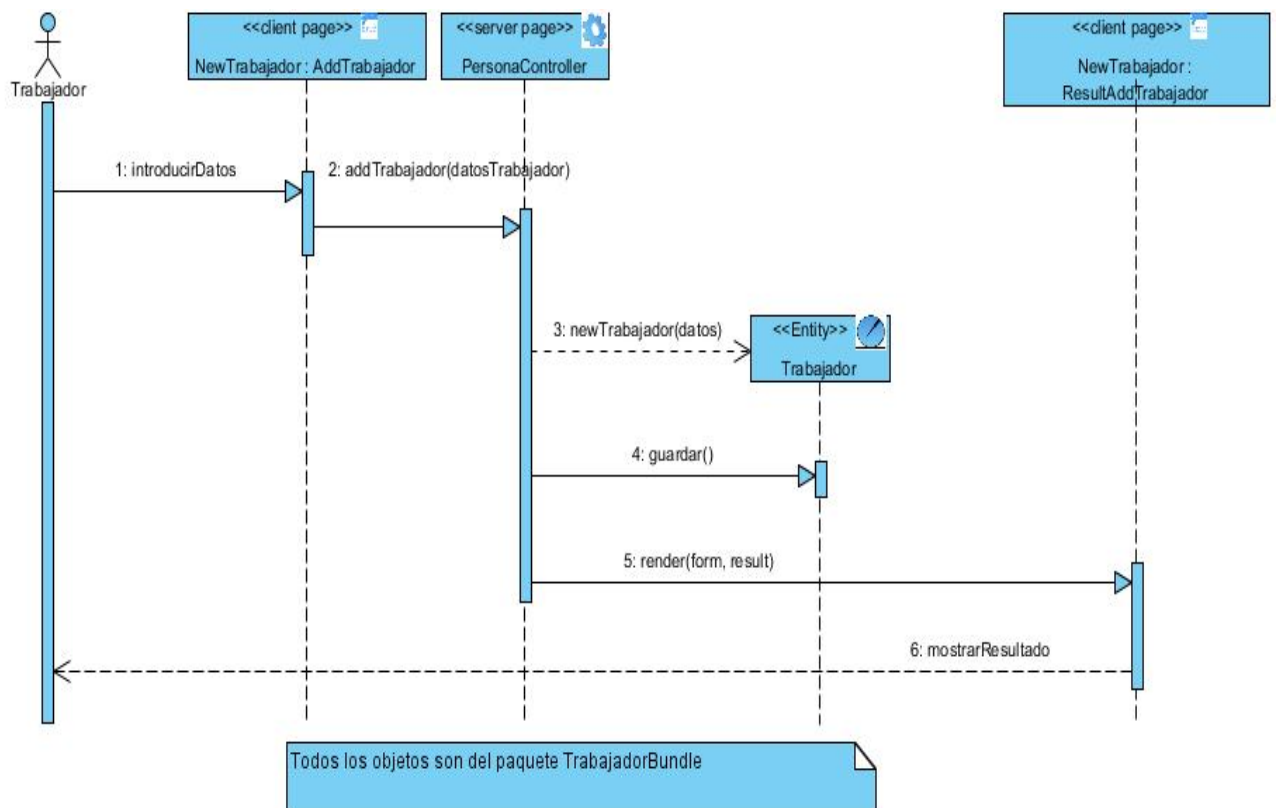 Trabajador
<<client page>>
NewTrabajador : AddTrabajador
<<server page>>
PersonaController
<<client page>>
NewTrabajador :
ResultAddTrabajador
1: introducirDatos
2: addTrabajador(datosTrabajador)
3: newTrabajador(datos)
<<Entity>>
Trabajador
4: guardar()
5: render(form, result)
6: mostrarResultado
Todos los objetos son del paquete TrabajadorBundle